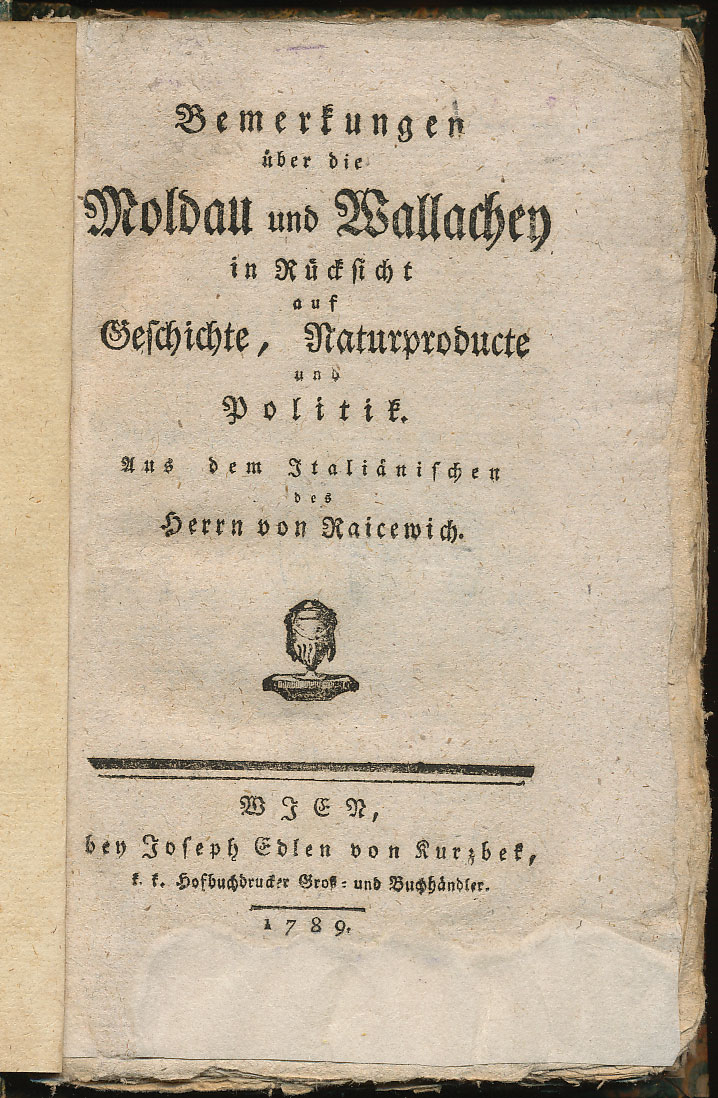 Bemerkungen
über die
Moldau und Wallachey
in Rückſicht
auf
Geſchichte, Naturproducte
und
Politik.
Aus dem Italiäniſchen
des
Herrn von Raicewich.
WIEN,
bey Joſeph Edlen von Kurzbek,
k. k. Hofbuchdrucker Groß- und Buchhändler.
1789.